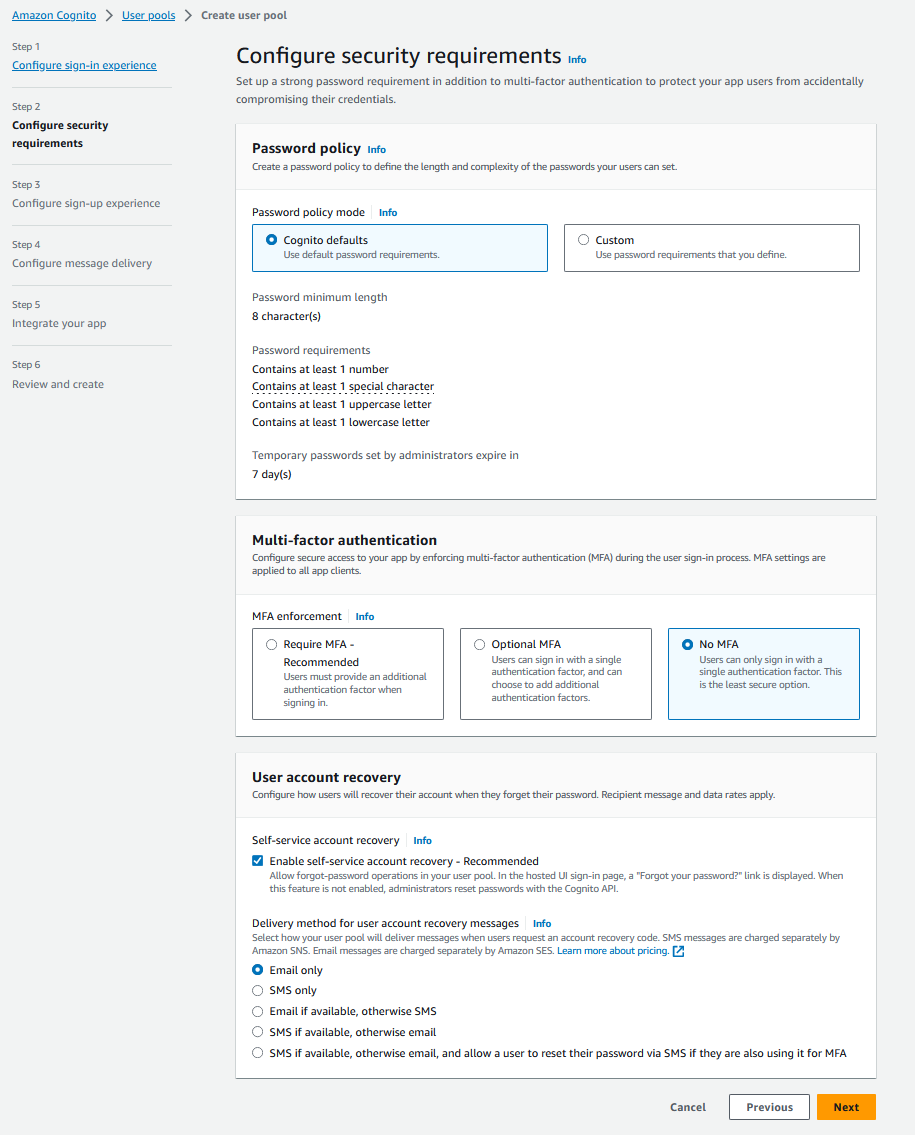 Amazon Cognito > User pools > Create user pool
Step 1
Configure sign-in experience
Step 2
Configure security
requirements
Step 3
Configure sign-up experience
Step 4
Configure message delivery
Step 5
Integrate your app
Step 6
Review and create
Configure security requirements Info
Set up a strong password requirement in addition to multi-factor authentication to protect your app users from accidentally
compromising their credentials.
Password policy Info
Create a password policy to define the length and complexity of the passwords your users can set.
Password policy mode Info
Cognito defaults
Use default password requirements.
Custom
Use password requirements that you define.
Password minimum length
8 character(s)
Password requirements
Contains at least 1 number
Contains at least 1 special character
Contains at least 1 uppercase letter
Contains at least 1 lowercase letter
Temporary passwords set by administrators expire in
7 day(s)
Multi-factor authentication
Configure secure access to your app by enforcing multi-factor authentication (MFA) during the user sign-in process. MFA settings are
applied to all app clients.
MFA enforcement Info
Require MFA -
Recommended
Users must provide an additional
authentication factor when
signing in.
Optional MFA
Users can sign in with a single
authentication factor, and can
choose to add additional
authentication factors.
No MFA
Users can only sign in with a
single authentication factor. This
is the least secure option.
User account recovery
Configure how users will recover their account when they forget their password. Recipient message and data rates apply.
Self-service account recovery Info
Enable self-service account recovery - Recommended
Allow forgot-password operations in your user pool. In the hosted UI sign-in page, a "Forgot your password?" link is displayed. When
this feature is not enabled, administrators reset passwords with the Cognito API.
Delivery method for user account recovery messages Info
Select how your user pool will deliver messages when users request an account recovery code. SMS messages are charged separately by
Amazon SNS. Email messages are charged separately by Amazon SES. Learn more about pricing.
Email only
SMS only
Email if available, otherwise SMS
SMS if available, otherwise email
SMS if available, otherwise email, and allow a user to reset their password via SMS if they are also using it for MFA
Cancel Previous Next